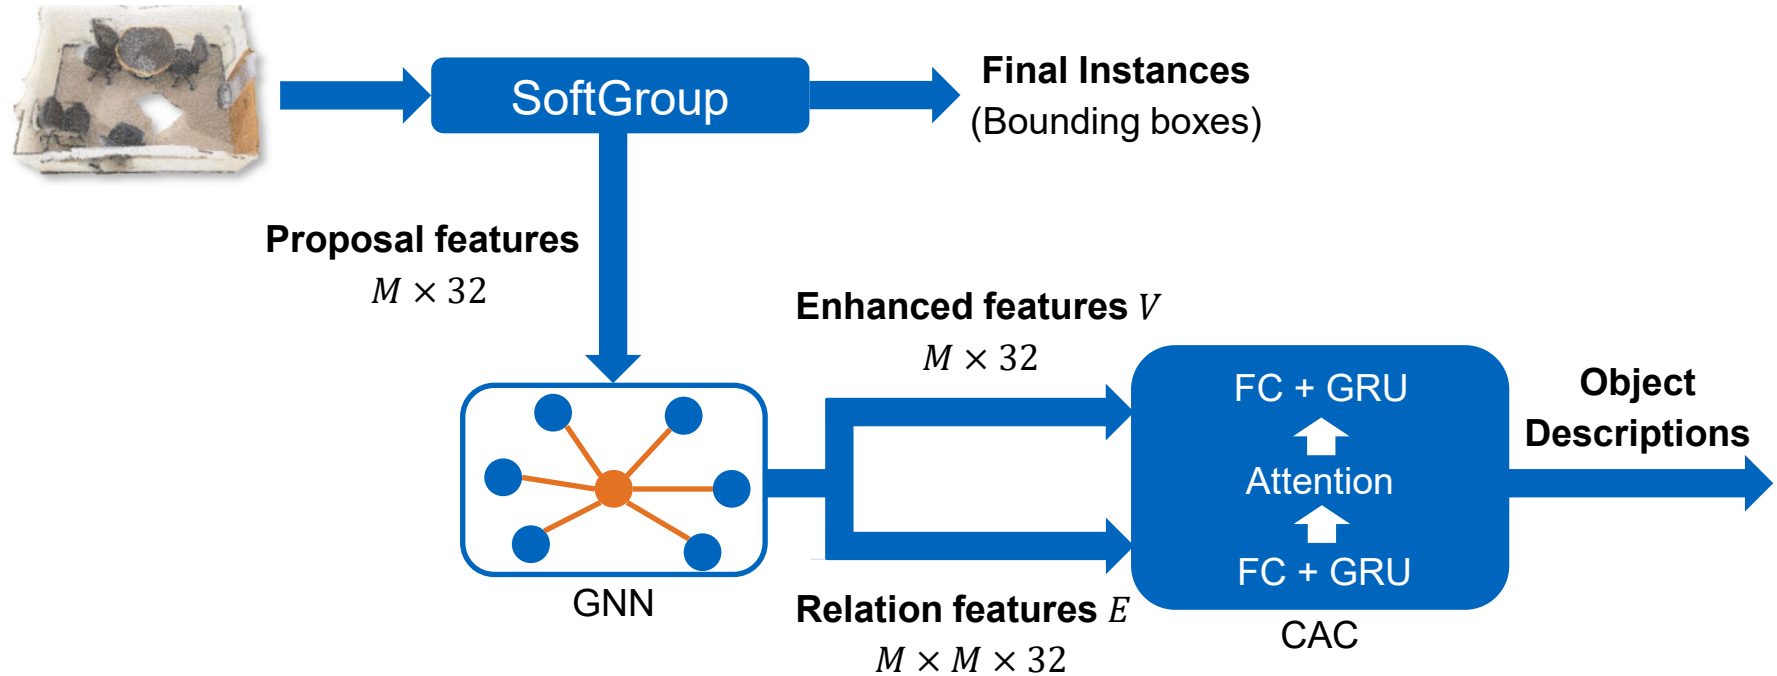 SoftGroup
Final Instances
(Bounding boxes)
Proposal features
M × 32
Enhanced features V
M × 32
FC + GRU
Attention
FC + GRU
Object
Descriptions
GNN
Relation features E
M × M × 32
CAC